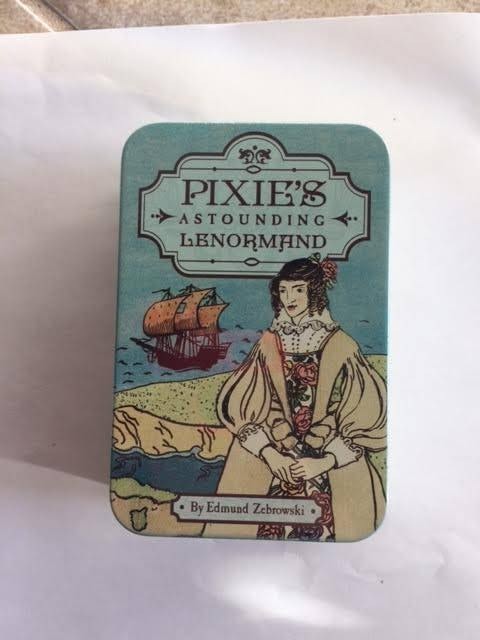 PIXIE'S
ASTOUNDING
LENORMAND
By Edmund Zebrowski